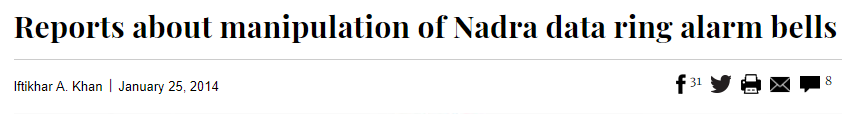 Reports about manipulation of Nadra data ring alarm bells
Iftikhar A. Khan | January 25, 2014 31 8